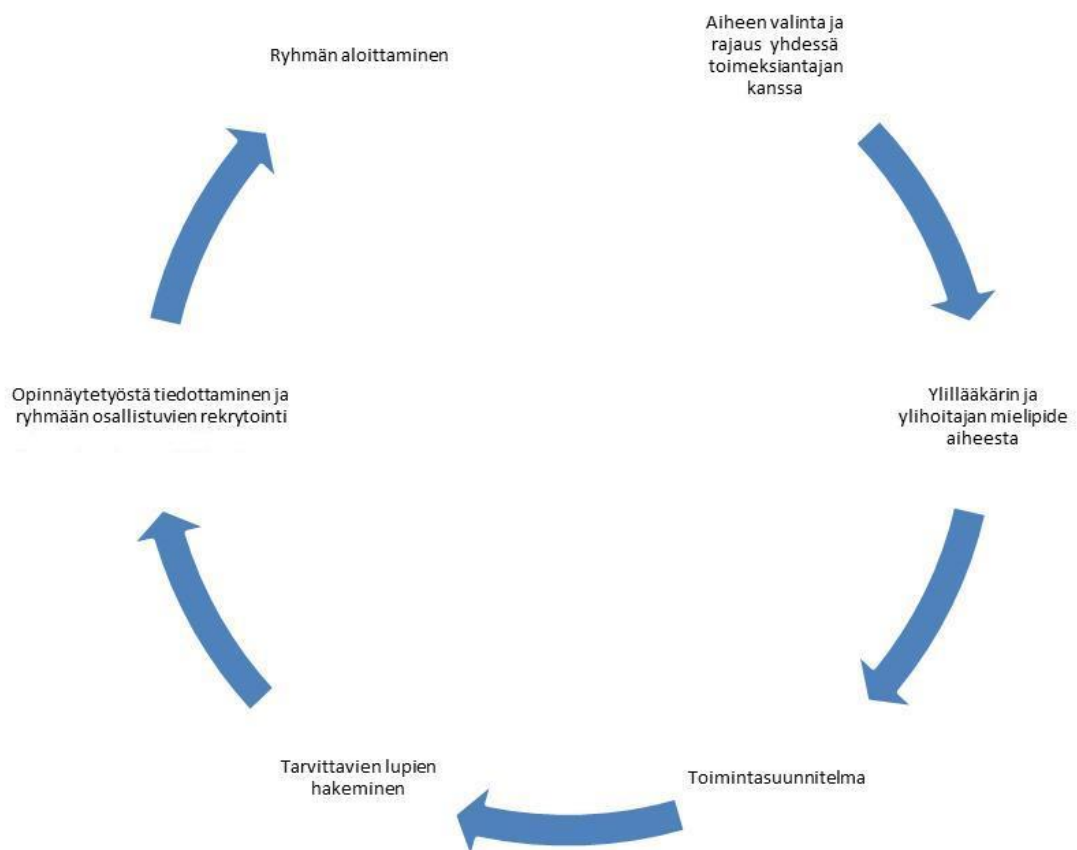 Aiheen valinta ja
rajaus yhdessä
toimeksiantajan
kanssa
Ylillääkärin ja
ylihoitajan mielipide
aiheesta
Toimintasuunnitelma
Tarvittavien lupien
hakeminen
Opinnäytetyöstä tiedottaminen ja
ryhmään osallistuvien rekrytointi
Ryhmän aloittaminen